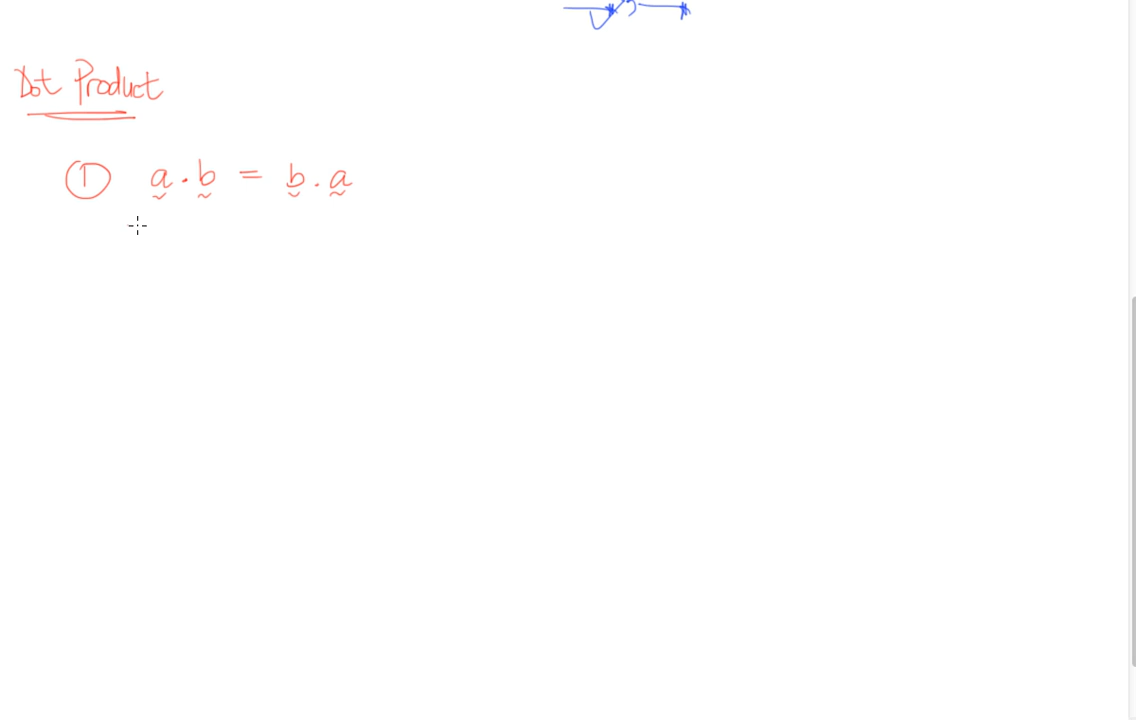 Dot Product
① a · b = b . a